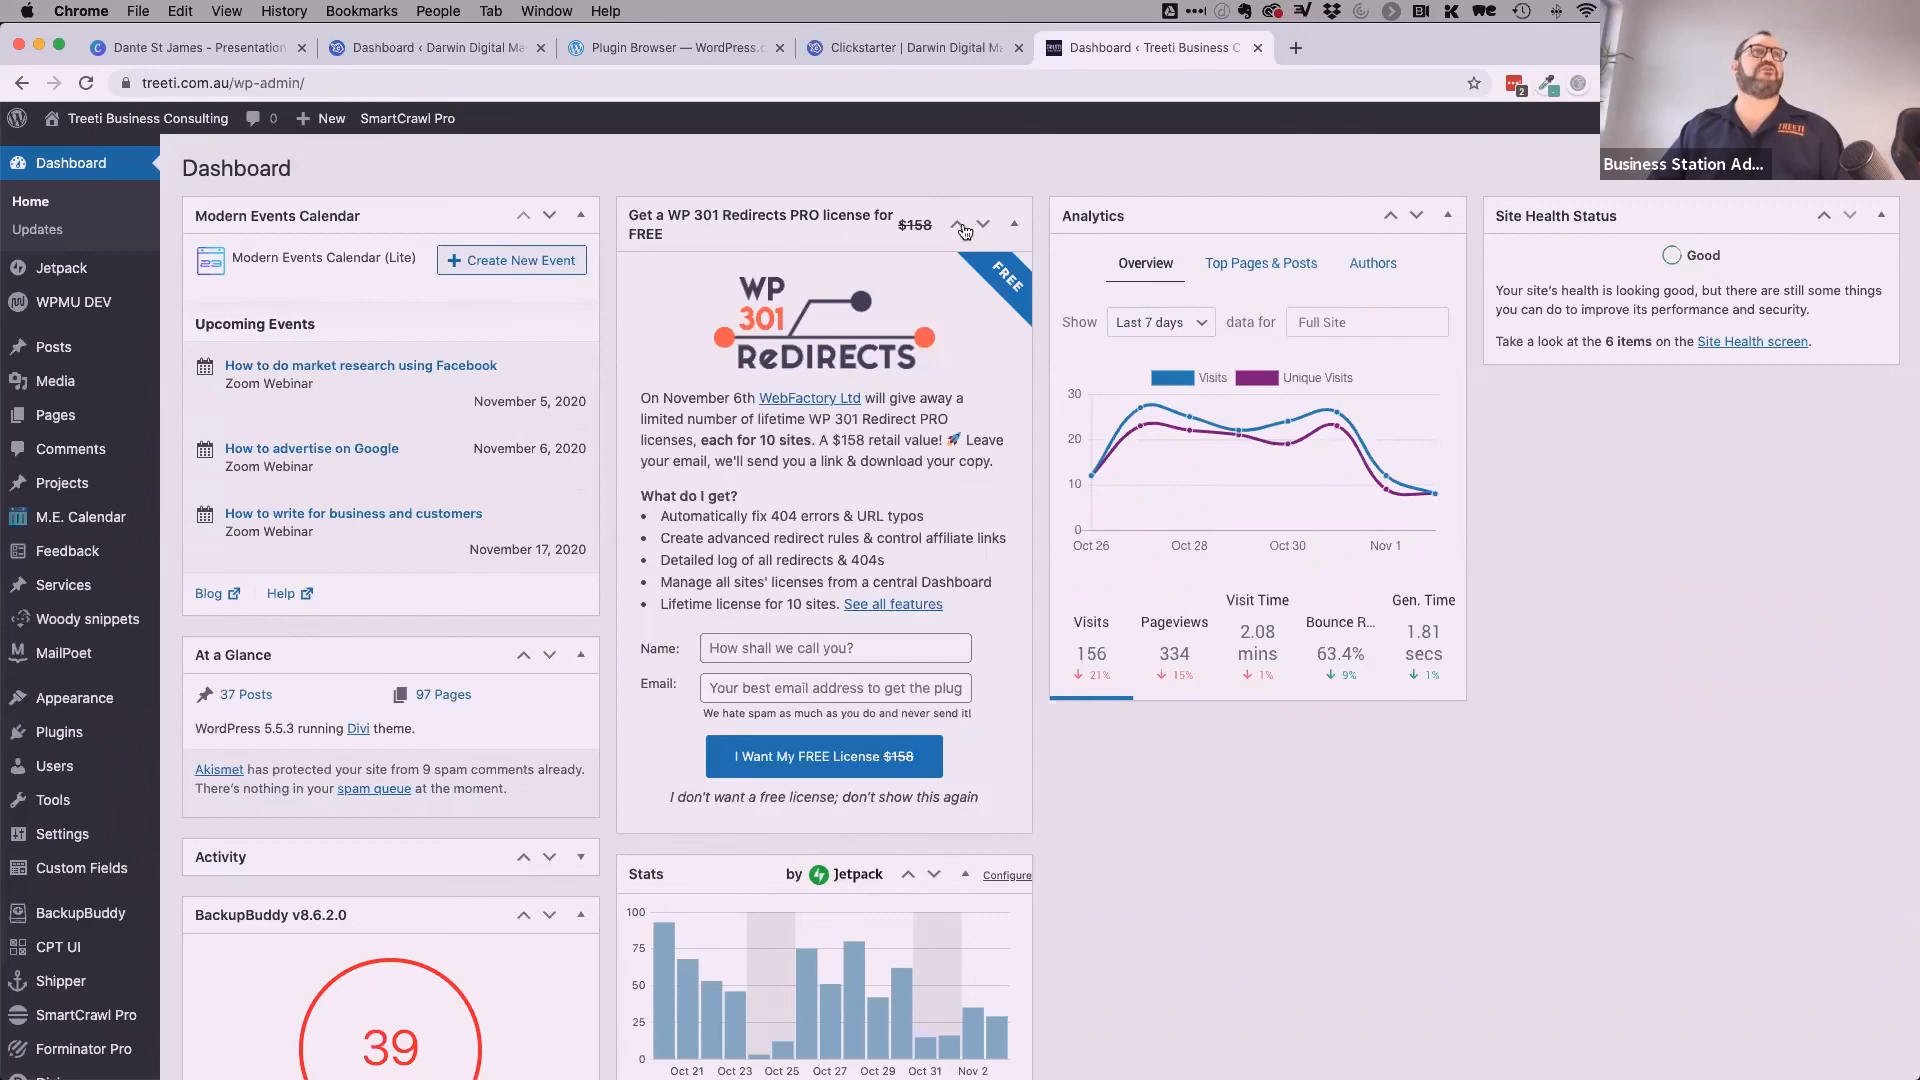 Chrome File Edit View History Bookmarks People Tab Window Help
Dante St James - Presentation
Dashboard ‹ Darwin Digital Ma
Plugin Browser — WordPress.c
Clickstarter | Darwin Digital Ma
Dashboard ‹ Treeti Business C
treeti.com.au/wp-admin/
2
Treeti Business Consulting 0 New SmartCrawl Pro
TREETI
Business Station Ad...
Dashboard
Home
Updates
Jetpack
WPMU DEV
Posts
Media
Pages
Comments
Projects
M.E. Calendar
Feedback
Services
Woody snippets
MailPoet
Appearance
Plugins
Users
Tools
Settings
Custom Fields
BackupBuddy
CPT UI
Shipper
SmartCrawl Pro
Forminator Pro
Dashboard
Modern Events Calendar
23
Modern Events Calendar (Lite)
+ Create New Event
Upcoming Events
How to do market research using Facebook
Zoom Webinar
November 5, 2020
How to advertise on Google November 6, 2020
Zoom Webinar
How to write for business and customers
Zoom Webinar
November 17, 2020
Blog Help
At a Glance
37 Posts 97 Pages
WordPress 5.5.3 running Divi theme.
Akismet has protected your site from 9 spam comments already.
There's nothing in your spam queue at the moment.
Activity
BackupBuddy v8.6.2.0
39
Get a WP 301 Redirects PRO license for
FREE
$158
FREE
WP
301
ReDIRECTS
On November 6th WebFactory Ltd will give away a
limited number of lifetime WP 301 Redirect PRO
licenses, each for 10 sites. A $158 retail value! 🚀 Leave
your email, we'll send you a link & download your copy.
What do I get?
• Automatically fix 404 errors & URL typos
• Create advanced redirect rules & control affiliate links
• Detailed log of all redirects & 404s
• Manage all sites' licenses from a central Dashboard
• Lifetime license for 10 sites. See all features
Name: How shall we call you?
Email: Your best email address to get the plug
We hate spam as much as you do and never send it!
I Want My FREE License $158
I don't want a free license; don't show this again
Stats by Jetpack Configure
100
75
50
25
0
Oct 21 Oct 23 Oct 25 Oct 27 Oct 29 Oct 31 Nov 2
Analytics
Overview Top Pages & Posts Authors
Show Last 7 days data for Full Site
Visits Unique Visits
30
20
10
0
Oct 26 Oct 28 Oct 30 Nov 1
Visits
156
↓ 21%
Pageviews
334
↓ 15%
Visit Time
2.08
mins
↓ 1%
Bounce R...
63.4%
↓ 9%
Gen. Time
1.81
secs
↓ 1%
Site Health Status
Good
Your site's health is looking good, but there are still some things
you can do to improve its performance and security.
Take a look at the 6 items on the Site Health screen.